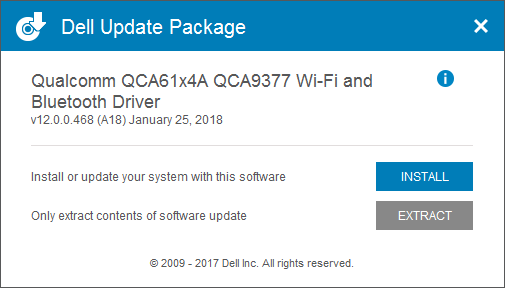 Dell Update Package
Qualcomm QCA61x4A QCA9377 Wi-Fi and
Bluetooth Driver
v12.0.0.468 (A18) January 25, 2018
Install or update your system with this software
INSTALL
Only extract contents of software update
EXTRACT
© 2009 - 2017 Dell Inc. All rights reserved.